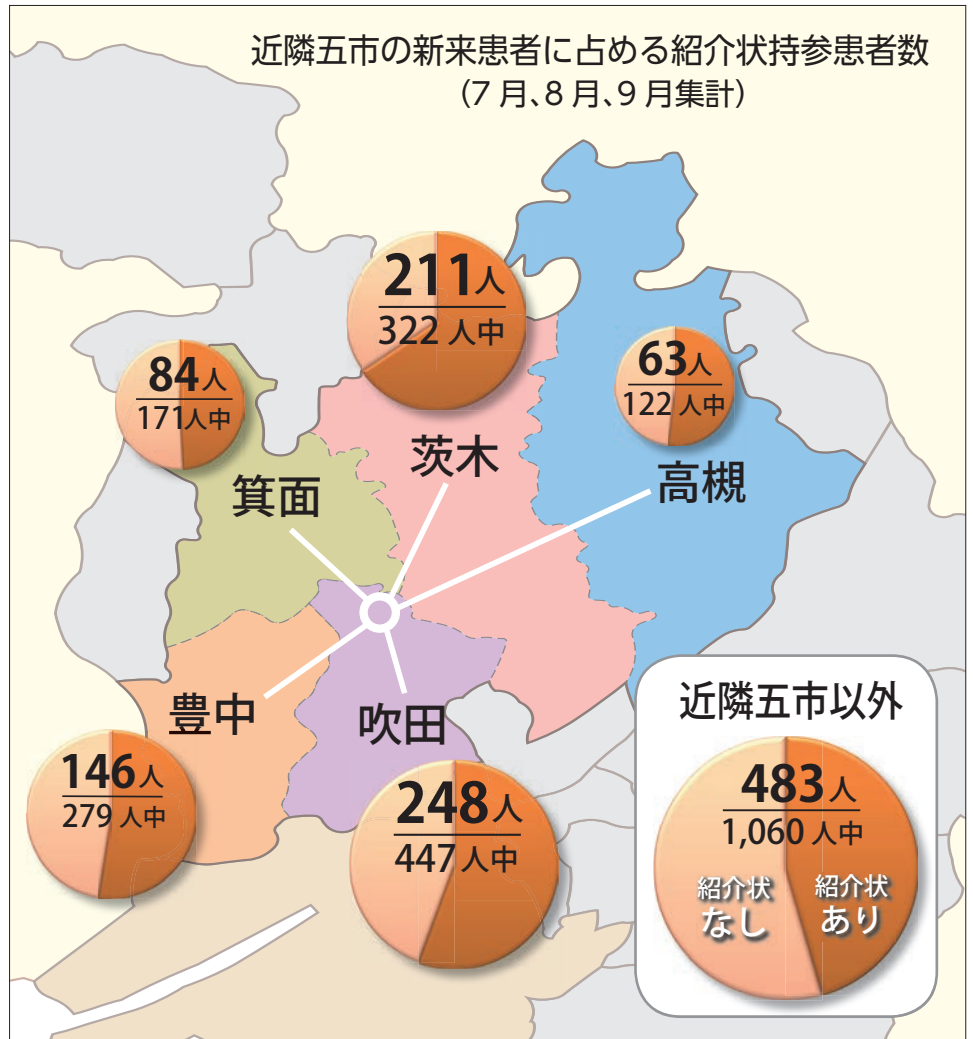 近隣五市の新来患者に占める紹介状持参患者数
（7月、8月、9月集計）
211人
322人中
84人
171人中
63人
122人中
茨木
高槻
箕面
豊中
吹田
146人
279人中
248人
447人中
近隣五市以外
483人
1,060人中
紹介状
なし
紹介状
あり